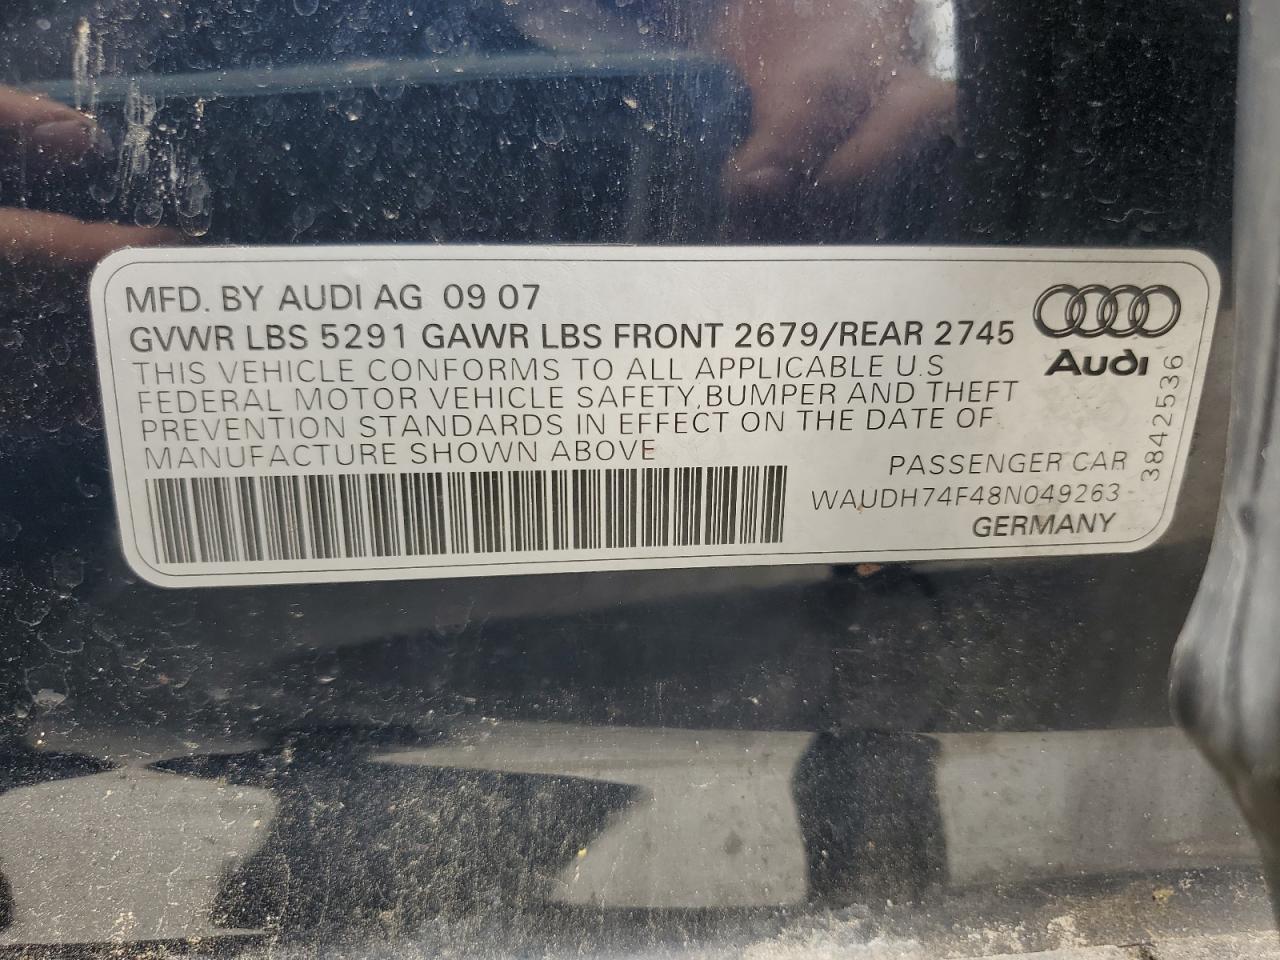 MFD. BY AUDI AG 09 07
GVWR LBS 5291 GAWR LBS FRONT 2679/REAR 2745
THIS VEHICLE CONFORMS TO ALL APPLICABLE U.S
FEDERAL MOTOR VEHICLE SAFETY, BUMPER AND THEFT
PREVENTION STANDARDS IN EFFECT ON THE DATE OF
MANUFACTURE SHOWN ABOVE
Audi
3842536
PASSENGER CAR
WAUDH74F48N049263
GERMANY